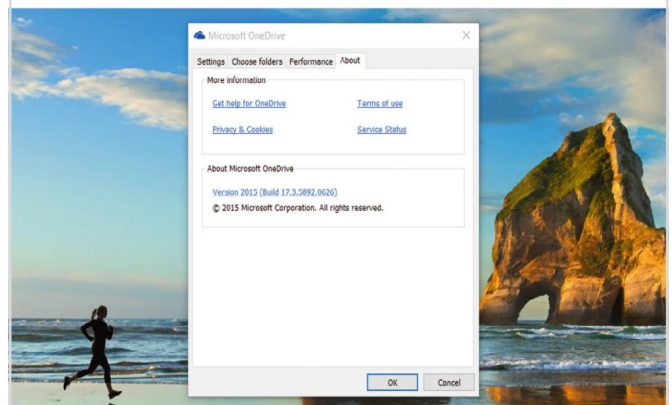 Microsoft OneDrive
Settings Choose folders Performance About
More information
Get help for OneDrive Terms of use
Privacy & Cookies Service Status
About Microsoft OneDrive
Version 2015 (Build 17.3.5892.0626)
© 2015 Microsoft Corporation. All rights reserved.
OK Cancel